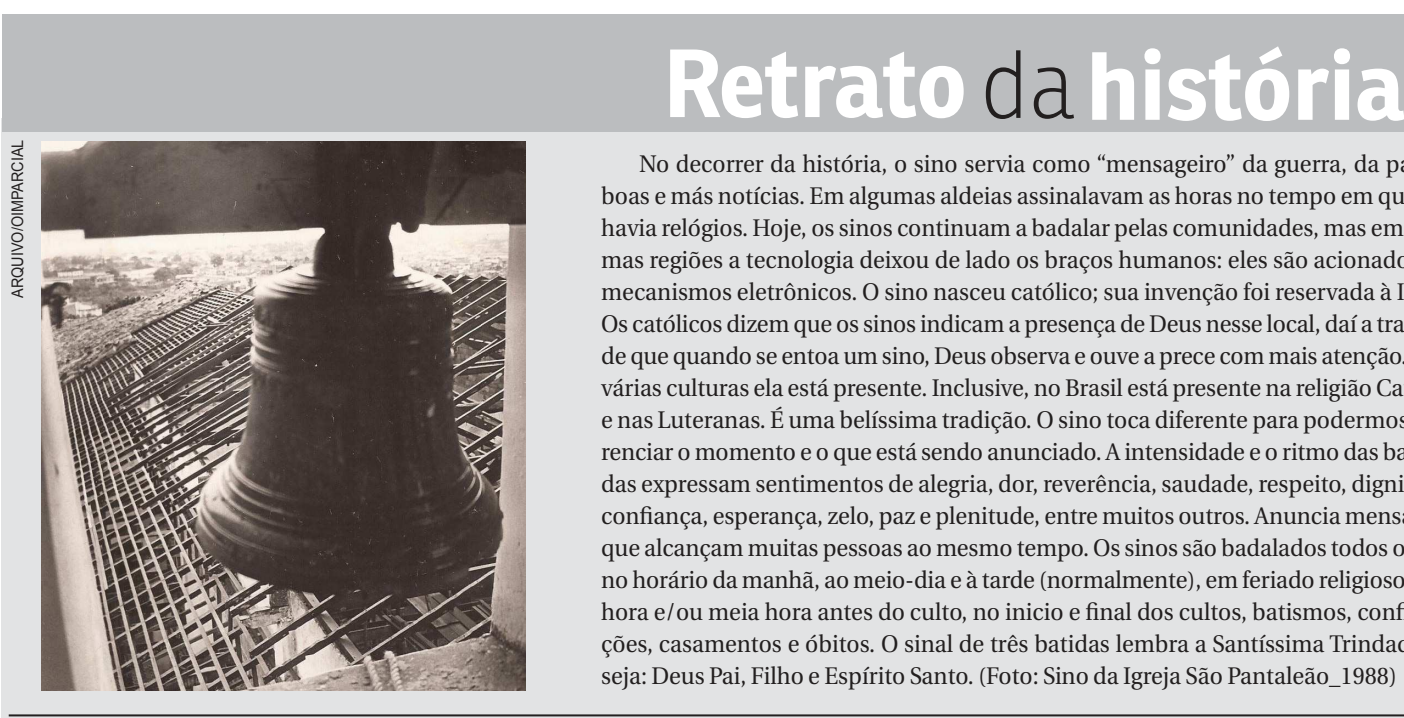 Retrato da história
ARQUIVO/OIMPARCIAL
No decorrer da história, o sino servia como “mensageiro” da guerra, da
boas e más notícias. Em algumas aldeias assinalavam as horas no tempo em
havia relógios. Hoje, os sinos continuam a badalar pelas comunidades, mas em
mas regiões a tecnologia deixou de lado os braços humanos: eles são
mecanismos eletrônicos. O sino nasceu católico; sua invenção foi reservada à
Os católicos dizem que os sinos indicam a presença de Deus nesse local, daí a
de que quando se entoa um sino, Deus observa e ouve a prece com mais atenção.
várias culturas ela está presente. Inclusive, no Brasil está presente na religião
e nas Luteranas. É uma belíssima tradição. O sino toca diferente para podermos
renciar o momento e o que está sendo anunciado. A intensidade e o ritmo das
das expressam sentimentos de alegria, dor, reverência, saudade, respeito,
confiança, esperança, zelo, paz e plenitude, entre muitos outros. Anuncia
que alcançam muitas pessoas ao mesmo tempo. Os sinos são badalados todos
no horário da manhã, ao meio-dia e à tarde (normalmente), em feriado religioso
hora e/ou meia hora antes do culto, no inicio e final dos cultos, batismos,
ções, casamentos e óbitos. O sinal de três batidas lembra a Santíssima
seja: Deus Pai, Filho e Espírito Santo. (Foto: Sino da Igreja São Pantaleão_1988)